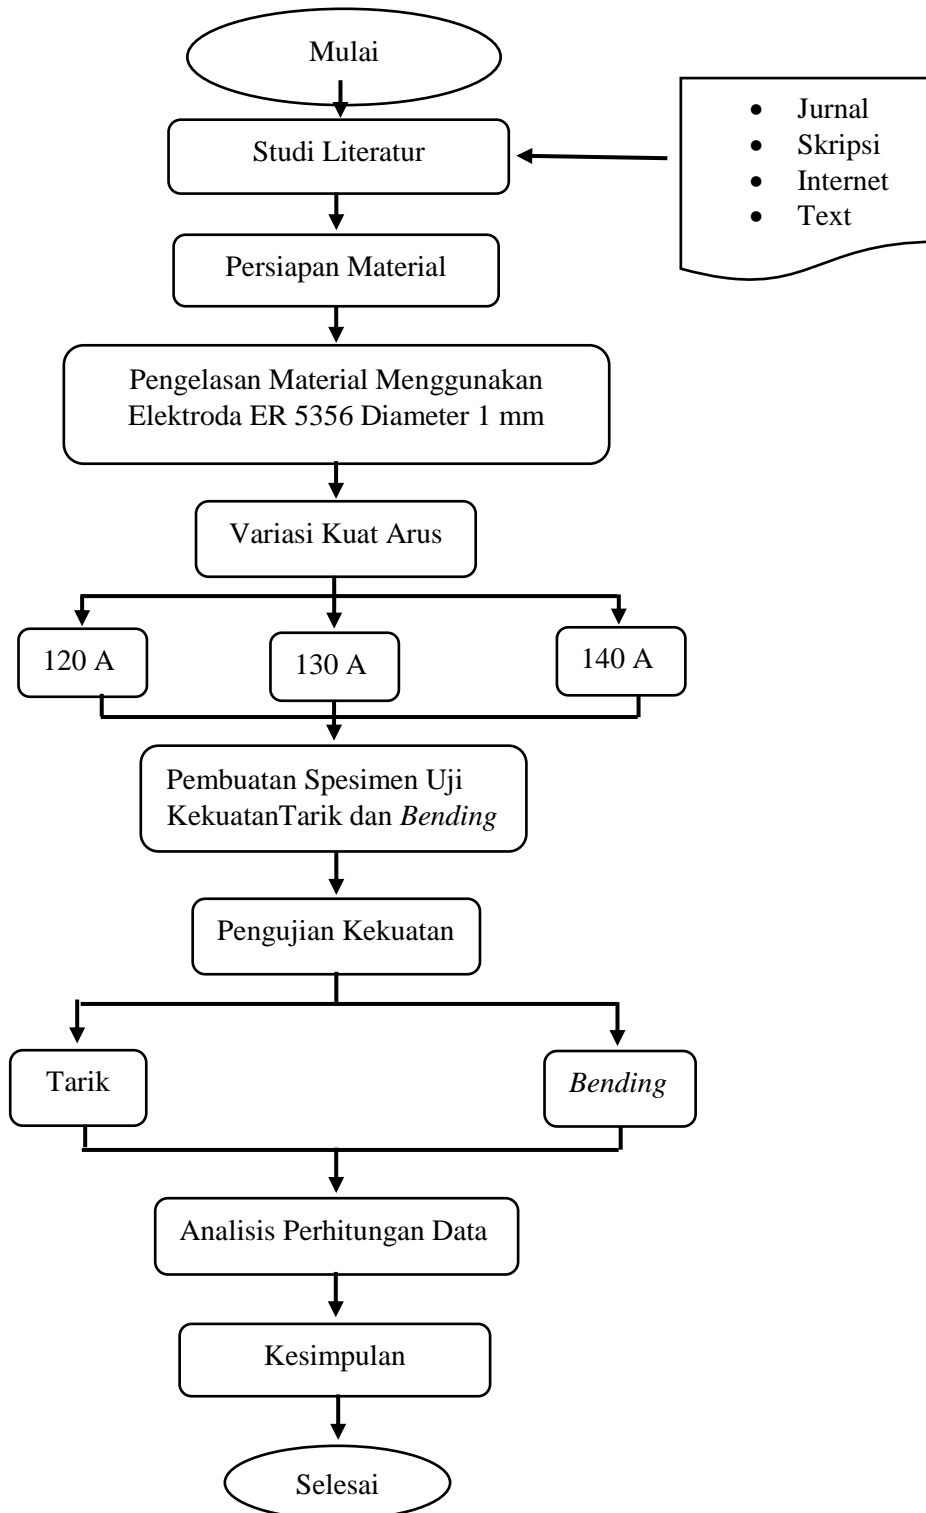 Mulai
Studi Literatur
• Jurnal
• Skripsi
• Internet
• Text
Persiapan Material
Pengelasan Material Menggunakan
Elektroda ER 5356 Diameter 1 mm
Variasi Kuat Arus
120 A
130 A
140 A
Pembuatan Spesimen Uji
KekuatanTarik dan Bending
Pengujian Kekuatan
Tarik
Bending
Analisis Perhitungan Data
Kesimpulan
Selesai